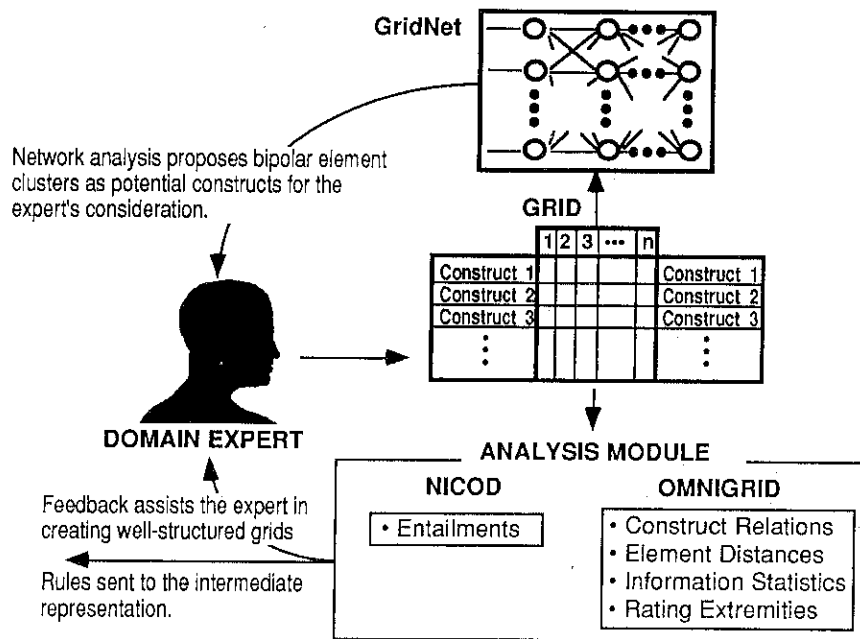 GridNet
Network analysis proposes bipolar element
clusters as potential constructs for the
expert's consideration.
GRID
1 2 3 ••• n
Construct 1 Construct 1
Construct 2 Construct 2
Construct 3 Construct 3
DOMAIN EXPERT
ANALYSIS MODULE
NICOD
• Entailments
OMNIGRID
• Construct Relations
• Element Distances
• Information Statistics
• Rating Extremities
Feedback assists the expert in
creating well-structured grids
Rules sent to the intermediate
representation.